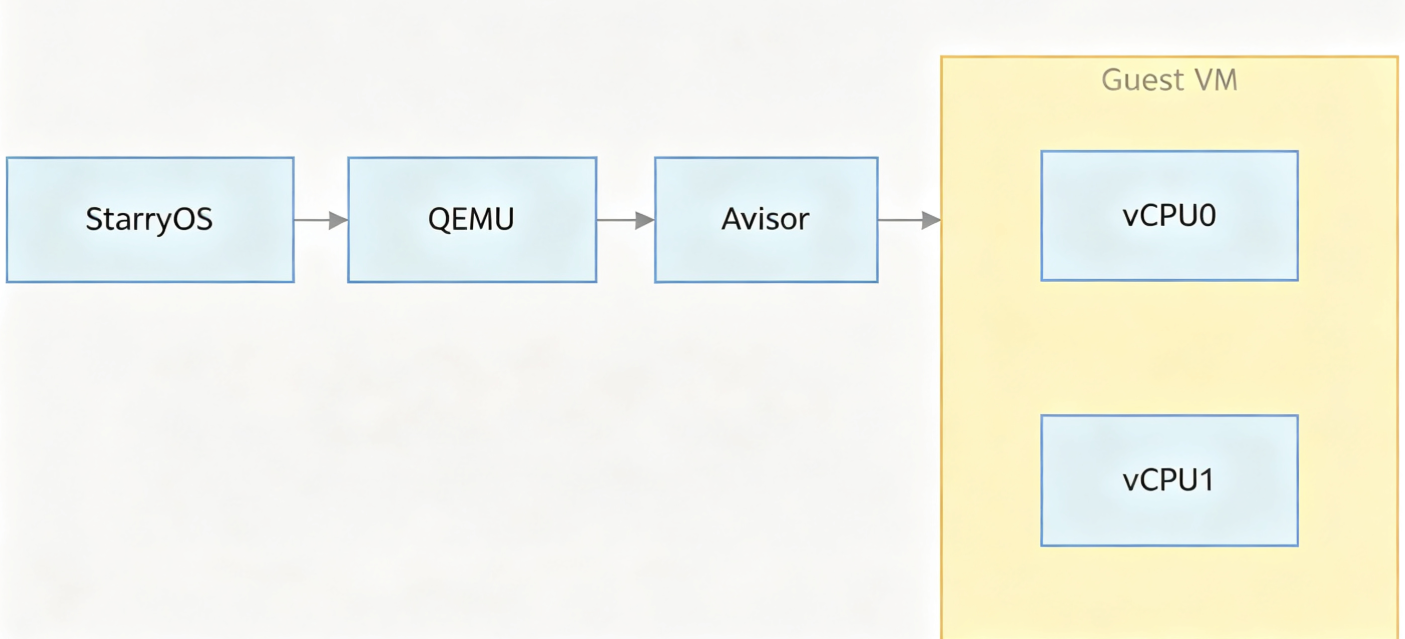 Guest VM
StarryOS
QEMU
Avisor
vCPU0
vCPU1